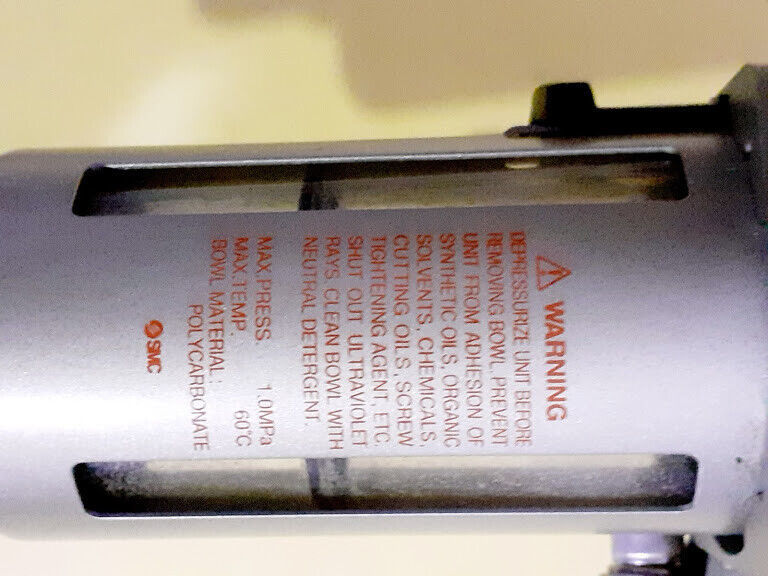 WARNING
DEPRESSURIZE UNIT BEFORE
REMOVING BOWL. PREVENT
UNIT FROM ADHESION OF
SYNTHETIC OILS, ORGANIC
SOLVENTS, CHEMICALS,
CUTTING OILS, SCREW
TIGHTENING AGENT, ETC.
SHUT OUT ULTRAVIOLET
RAYS. CLEAN BOWL WITH
NEUTRAL DETERGENT.
MAX.PRESS. 1.0MPa
MAX.TEMP. 60°C
BOWL MATERIAL:
POLYCARBONATE
SMC